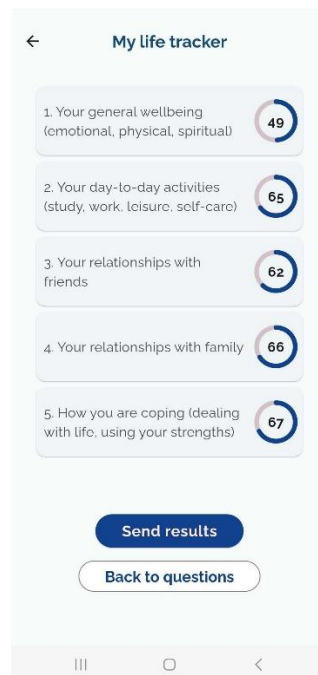 My life tracker
1. Your general wellbeing
(emotional, physical, spiritual)
49
2. Your day-to-day activities
(study, work, leisure, self-care)
65
3. Your relationships with
friends
62
4. Your relationships with family
66
5. How you are coping (dealing
with life, using your strengths)
67
Send results
Back to questions